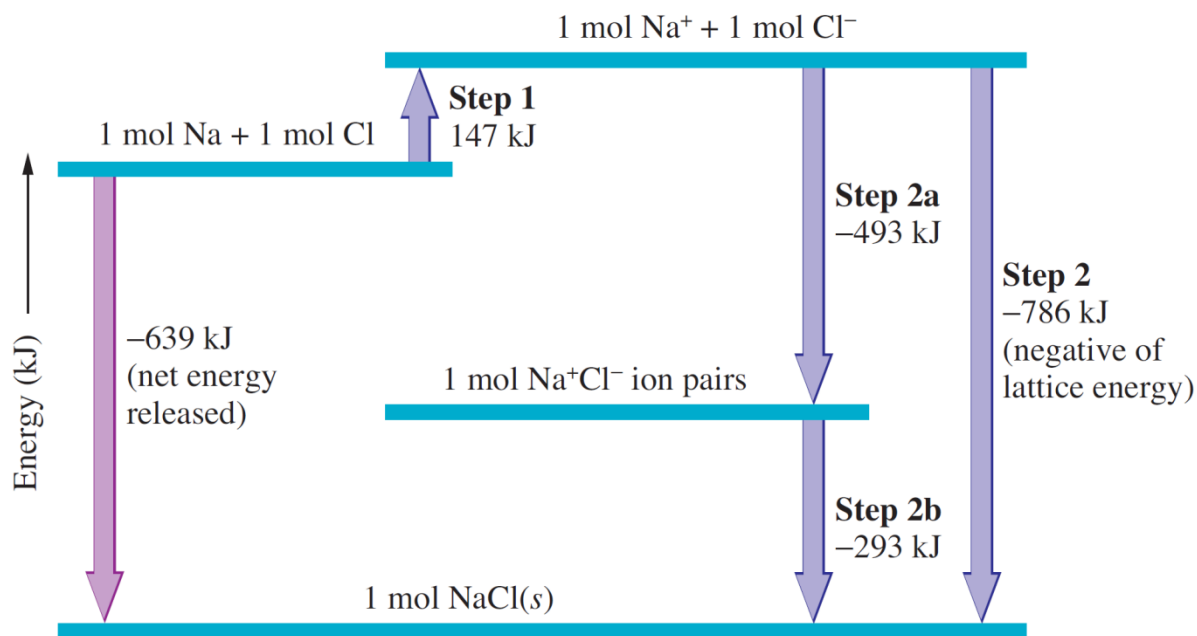 1 mol Na⁺ + 1 mol Cl⁻
Step 1
147 kJ
1 mol Na + 1 mol Cl
Step 2a
–493 kJ
Step 2
–786 kJ
(negative of
lattice energy)
–639 kJ
(net energy
released)
1 mol Na⁺Cl⁻ ion pairs
Energy (kJ)
Step 2b
–293 kJ
1 mol NaCl(s)